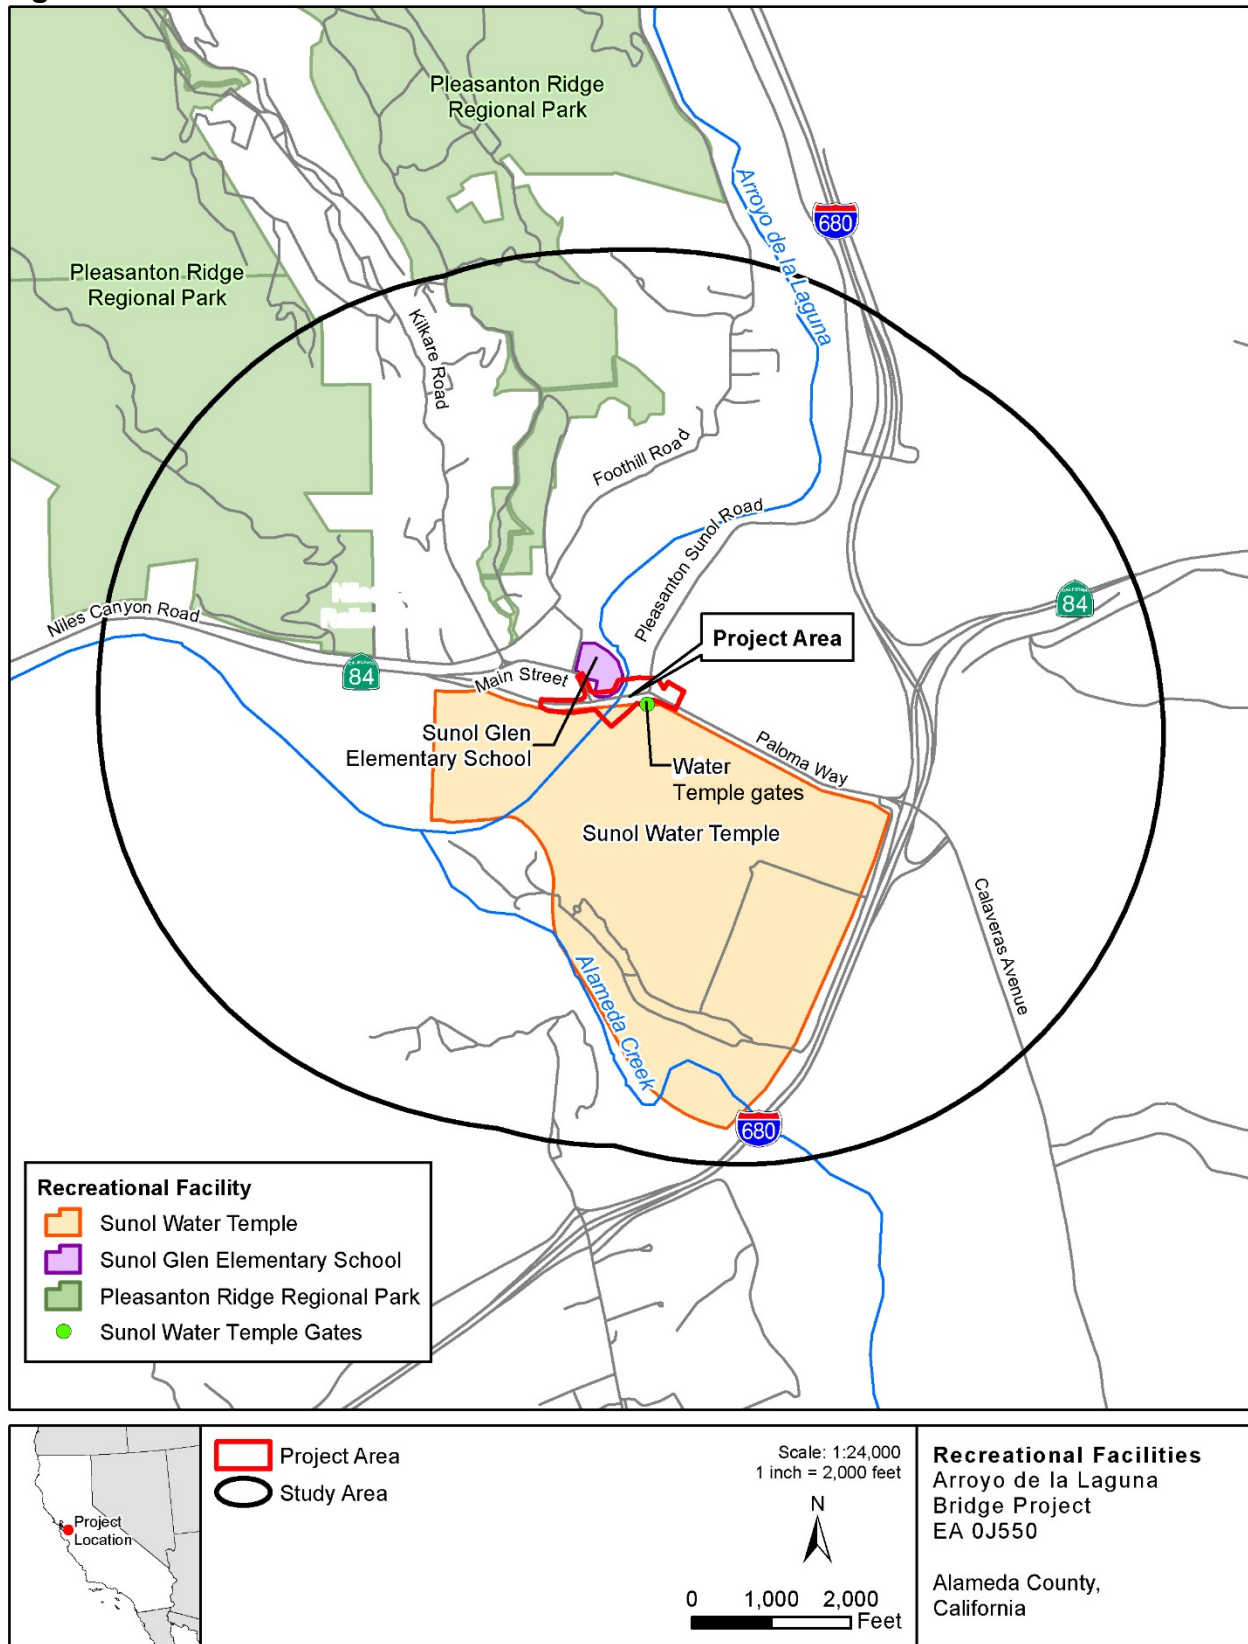 Pleasanton Ridge
Regional Park
Pleasanton Ridge
Regional Park
Arroyo de la Laguna
680
Kilkare Road
Foothill Road
Pleasanton Sunol Road
Niles Canyon Road
84
84
Main Street
Project Area
Sunol Glen
Elementary School
Water
Temple gates
Paloma Way
Sunol Water Temple
Calaveras Avenue
Alameda Creek
680
Recreational Facility
Sunol Water Temple
Sunol Glen Elementary School
Pleasanton Ridge Regional Park
Sunol Water Temple Gates
Project
Location
Project Area
Study Area
Scale: 1:24,000
1 inch = 2,000 feet
N
0 1,000 2,000
Feet
Recreational Facilities
Arroyo de la Laguna
Bridge Project
EA 0J550
Alameda County,
California